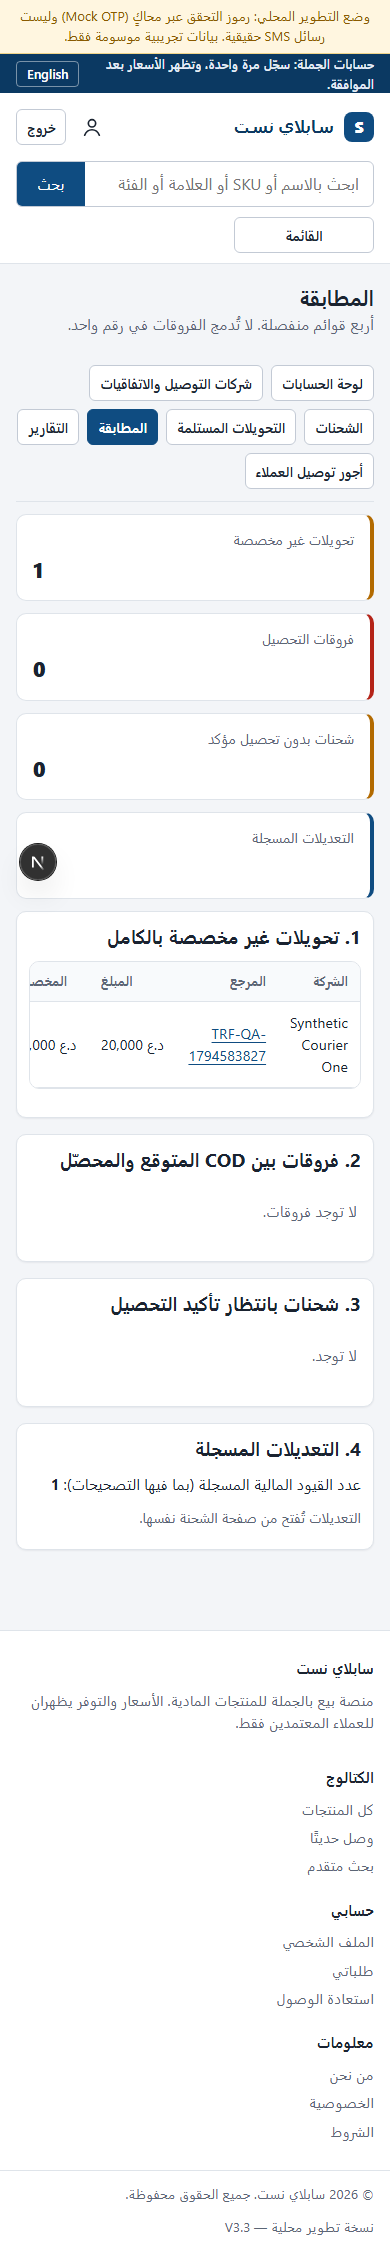 وضع التطوير المحلي: رموز التحقق عبر محاكٍ (Mock OTP) وليست
رسائل SMS حقيقية. بيانات تجريبية موسومة فقط.
حسابات الجملة: سجّل مرة واحدة، وتظهر الأسعار بعد
الموافقة.
English
S
سابلاي نست
خروج
ابحث بالاسم أو SKU أو العلامة أو الفئة
بحث
القائمة
المطابقة
أربع قوائم منفصلة. لا تُدمج الفروقات في رقم واحد.
لوحة الحسابات
شركات التوصيل والاتفاقيات
الشحنات
التحويلات المستلمة
المطابقة
التقارير
أجور توصيل العملاء
تحويلات غير مخصصة
1
فروقات التحصيل
0
شحنات بدون تحصيل مؤكد
0
التعديلات المسجلة
N
1. تحويلات غير مخصصة بالكامل
الشركة
المرجع
المبلغ
Synthetic
Courier
One
TRF-QA-
1794583827
20,000 د.ع
2. فروقات بين COD المتوقع والمحصّل
لا توجد فروقات.
3. شحنات بانتظار تأكيد التحصيل
لا توجد.
4. التعديلات المسجلة
عدد القيود المالية المسجلة (بما فيها التصحيحات): 1
التعديلات تُفتح من صفحة الشحنة نفسها.
سابلاي نست
منصة بيع بالجملة للمنتجات المادية. الأسعار والتوفر يظهران
للعملاء المعتمدين فقط.
الكتالوج
كل المنتجات
وصل حديثًا
بحث متقدم
حسابي
الملف الشخصي
طلباتي
استعادة الوصول
معلومات
من نحن
الخصوصية
الشروط
© 2026 سابلاي نست. جميع الحقوق محفوظة.
نسخة تطوير محلية — V3.3